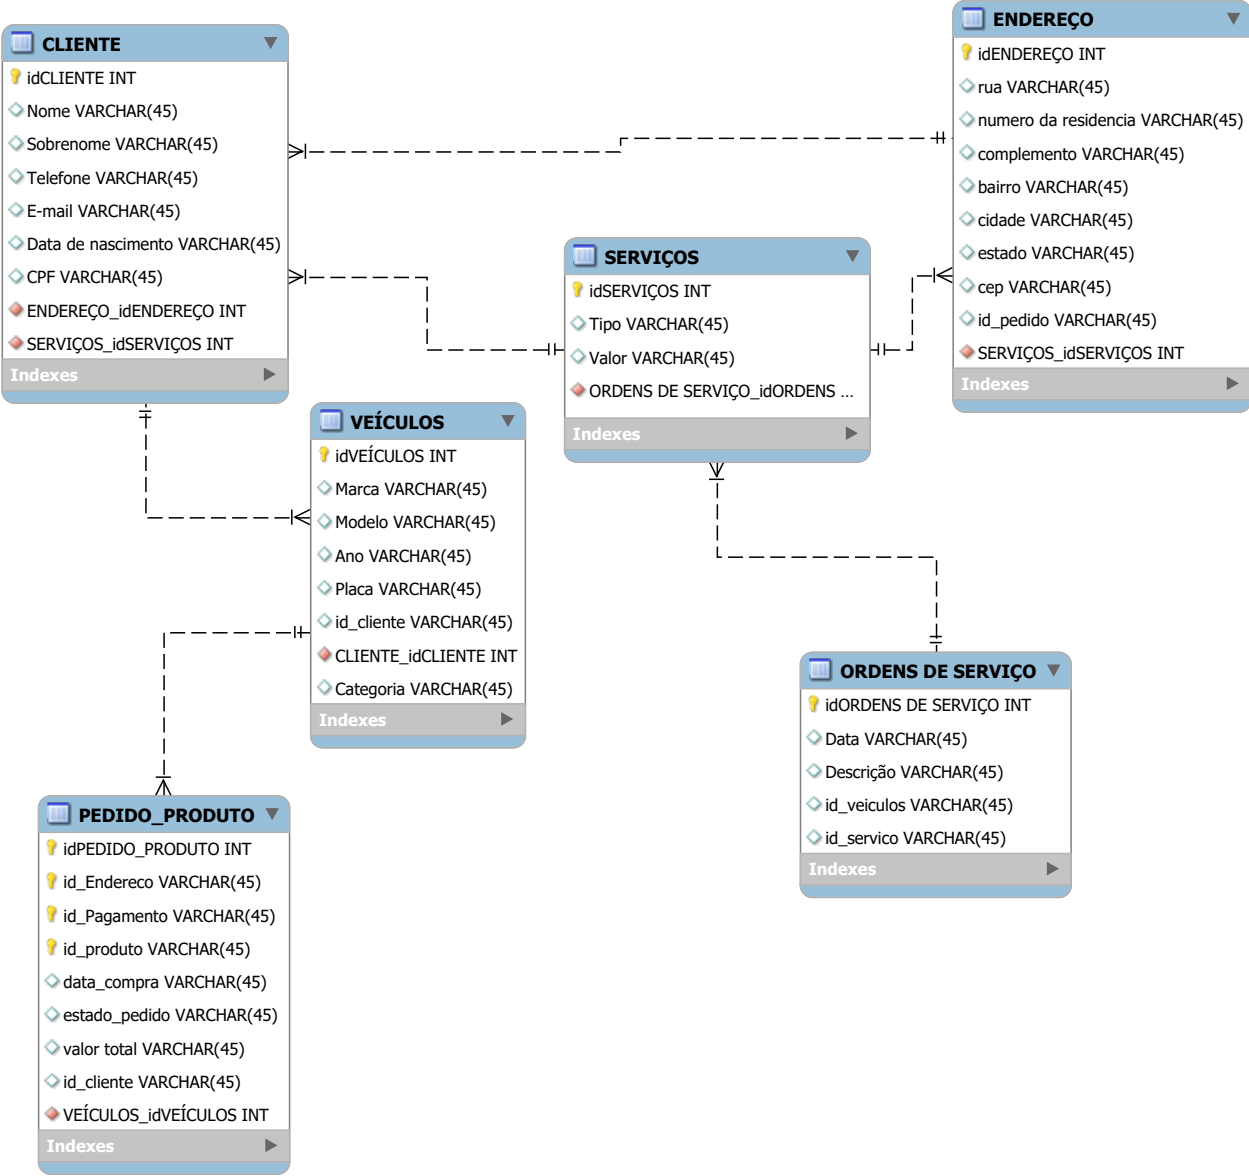 CLIENTE
idCLIENTE INT
Nome VARCHAR(45)
Sobrenome VARCHAR(45)
Telefone VARCHAR(45)
E-mail VARCHAR(45)
Data de nascimento VARCHAR(45)
CPF VARCHAR(45)
ENDEREÇO_idENDEREÇO INT
SERVIÇOS_idSERVIÇOS INT
Indexes
ENDEREÇO
idENDEREÇO INT
rua VARCHAR(45)
numero da residencia VARCHAR(45)
complemento VARCHAR(45)
bairro VARCHAR(45)
cidade VARCHAR(45)
estado VARCHAR(45)
cep VARCHAR(45)
id_pedido VARCHAR(45)
SERVIÇOS_idSERVIÇOS INT
Indexes
SERVIÇOS
idSERVIÇOS INT
Tipo VARCHAR(45)
Valor VARCHAR(45)
ORDENS DE SERVIÇO_idORDENS ...
Indexes
VEÍCULOS
idVEÍCULOS INT
Marca VARCHAR(45)
Modelo VARCHAR(45)
Ano VARCHAR(45)
Placa VARCHAR(45)
id_cliente VARCHAR(45)
CLIENTE_idCLIENTE INT
Categoria VARCHAR(45)
Indexes
ORDENS DE SERVIÇO
idORDENS DE SERVIÇO INT
Data VARCHAR(45)
Descrição VARCHAR(45)
id_veiculos VARCHAR(45)
id_servico VARCHAR(45)
Indexes
PEDIDO_PRODUTO
idPEDIDO_PRODUTO INT
id_Endereco VARCHAR(45)
id_Pagamento VARCHAR(45)
id_produto VARCHAR(45)
data_compra VARCHAR(45)
estado_pedido VARCHAR(45)
valor total VARCHAR(45)
id_cliente VARCHAR(45)
VEÍCULOS_idVEÍCULOS INT
Indexes